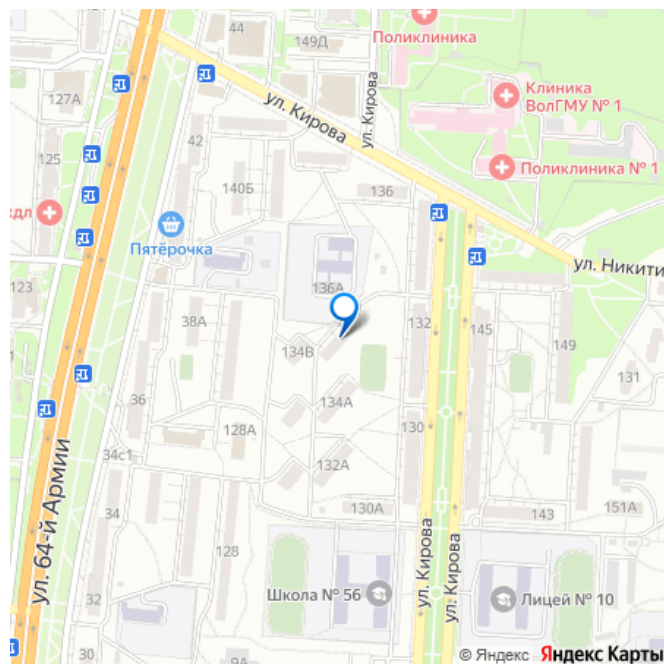 44
149Д
Поликлиника
127А
ул. Кирова
ул. Кирова
Клиника
ВолГМУ № 1
42
125
140Б
136
Поликлиника № 1
кдл
Пятёрочка
ул. Никити
123
136А
38А
132
145
134В
149
131
36
134А
130
128А
34с1
132А
ул. 64-й Армии
34
130А
143
151А
128
ул. Кирова
ул. Кирова
Школа № 56
Лицей № 10
32
30
9А
© Яндекс Яндекс Карты